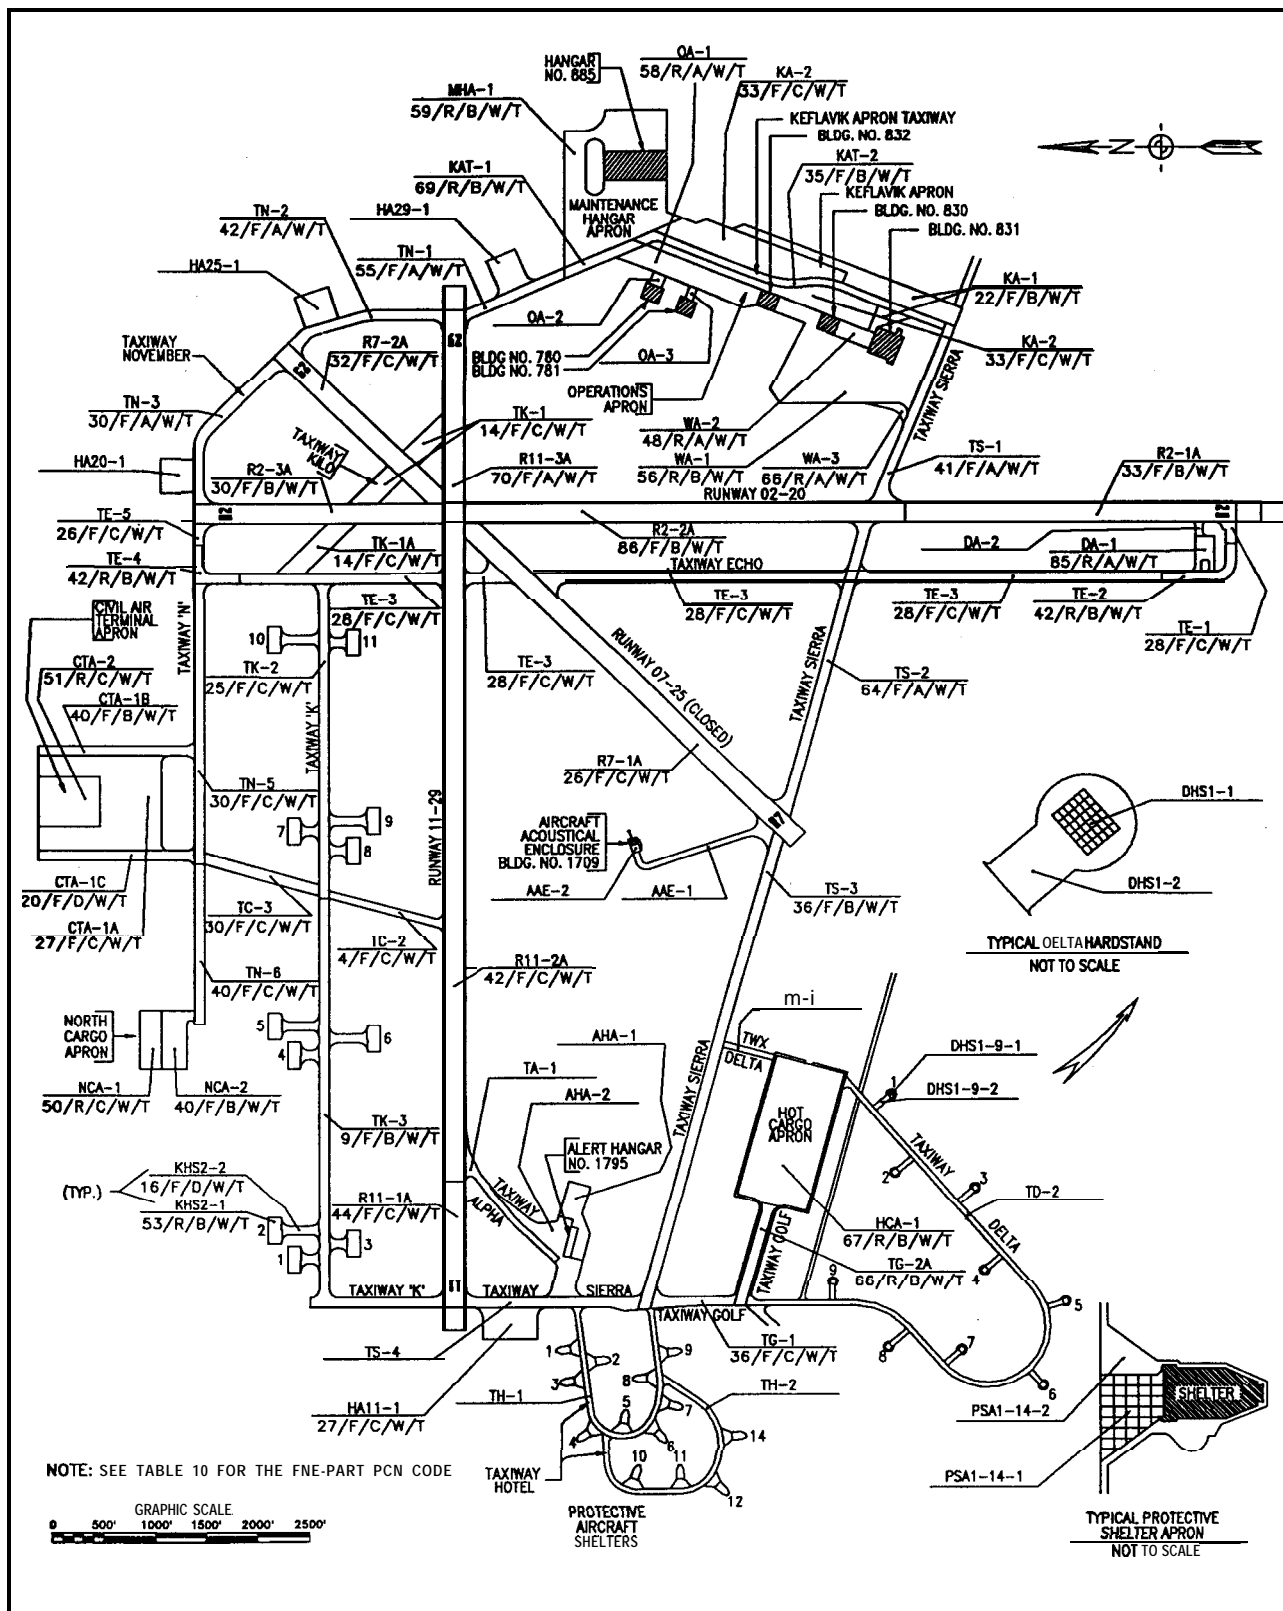 HANGAR
NO. 885
OA-1
58/R/A/W/T
KA-2
33/F/C/W/T
MHA-1
59/R/B/W/T
KEFLAVIK APRON TAXIWAY
BLDG. NO. 832
KAT-2
35/F/B/W/T
KEFLAVIK APRON
BLDG. NO. 830
BLDG. NO. 831
N
KAT-1
69/R/B/W/T
MAINTENANCE
HANGAR
APRON
TN-2
42/F/A/W/T
HA29-1
TN-1
55/F/A/W/T
HA25-1
KA-1
22/F/B/W/T
OA-2
BLDG NO. 780
BLDG NO. 781
OA-3
KA-2
33/F/C/W/T
TAXIWAY
NOVEMBER
R7-2A
32/F/C/W/T
25
29
OPERATIONS
APRON
TAXIWAY SIERRA
TN-3
30/F/A/W/T
TAXIWAY
KILO
TK-1
14/F/C/W/T
WA-2
48/R/A/W/T
WA-1
56/R/B/W/T
WA-3
66/R/A/W/T
TS-1
41/F/A/W/T
HA20-1
R2-3A
30/F/B/W/T
R11-3A
70/F/A/W/T
RUNWAY 02-20
R2-1A
33/F/B/W/T
20
02
TE-5
26/F/C/W/T
TE-4
42/R/B/W/T
TK-1A
14/F/C/W/T
R2-2A
86/F/B/W/T
TAXIWAY ECHO
DA-2
DA-1
85/R/A/W/T
CIVIL AIR
TERMINAL
APRON
TAXIWAY 'N'
TE-3
28/F/C/W/T
TE-3
28/F/C/W/T
TE-3
28/F/C/W/T
TE-2
42/R/B/W/T
TE-1
28/F/C/W/T
10
11
CTA-2
51/R/C/W/T
TK-2
25/F/C/W/T
TE-3
28/F/C/W/T
RUNWAY 07-25 (CLOSED)
TAXIWAY SIERRA
TS-2
64/F/A/W/T
CTA-1B
40/F/B/W/T
TAXIWAY 'K'
TN-5
30/F/C/W/T
R7-1A
26/F/C/W/T
RUNWAY 11-29
7
9
8
AIRCRAFT
ACOUSTICAL
ENCLOSURE
BLDG. NO. 1709
07
DHS1-1
CTA-1C
20/F/D/W/T
TC-3
30/F/C/W/T
AAE-2
AAE-1
TS-3
36/F/B/W/T
DHS1-2
CTA-1A
27/F/C/W/T
TC-2
4/F/C/W/T
TYPICAL DELTA HARDSTAND
NOT TO SCALE
TN-6
40/F/C/W/T
R11-2A
42/F/C/W/T
m-i
NORTH
CARGO
APRON
5
6
4
AHA-1
TWX
DELTA
TAXIWAY SIERRA
DHS1-9-1
DHS1-9-2
NCA-1
50/R/C/W/T
NCA-2
40/F/B/W/T
TA-1
AHA-2
HOT
CARGO
APRON
1
TK-3
9/F/B/W/T
ALERT HANGAR
NO. 1795
TAXIWAY
DELTA
2
3
(TYP.)
KHS2-2
16/F/D/W/T
KHS2-1
53/R/B/W/T
R11-1A
44/F/C/W/T
TAXIWAY
ALPHA
TD-2
HCA-1
67/R/B/W/T
TAXIWAY GOLF
TG-2A
66/R/B/W/T
2
3
1
4
9
5
TAXIWAY 'K'
11
TAXIWAY
SIERRA
TAXIWAY GOLF
TG-1
36/F/C/W/T
TS-4
HA11-1
27/F/C/W/T
8
7
6
1
2
3
9
8
TH-1
TH-2
5
7
4
6
14
10
11
12
TAXIWAY
HOTEL
PROTECTIVE
AIRCRAFT
SHELTERS
SHELTER
PSA1-14-2
PSA1-14-1
TYPICAL PROTECTIVE
SHELTER APRON
NOT TO SCALE
NOTE: SEE TABLE 10 FOR THE FNE-PART PCN CODE
GRAPHIC SCALE
0 500' 1000' 1500' 2000' 2500'